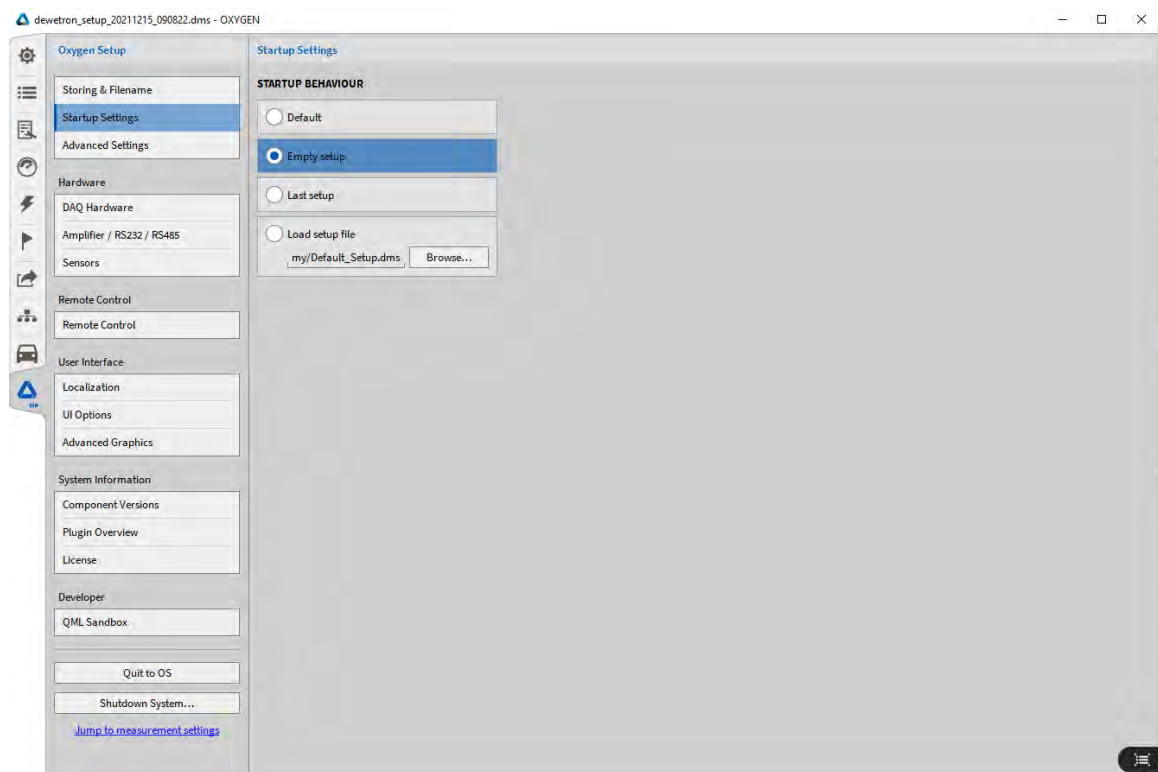 dewetron_setup_20211215_090822.dms - OXYGEN
Oxygen Setup
Storing & Filename
Startup Settings
Advanced Settings
Hardware
DAQ Hardware
Amplifier / RS232 / RS485
Sensors
Remote Control
Remote Control
User Interface
Localization
UI Options
Advanced Graphics
System Information
Component Versions
Plugin Overview
License
Developer
QML Sandbox
Quit to OS
Shutdown System...
Jump to measurement settings
Startup Settings
STARTUP BEHAVIOUR
Default
Empty setup
Last setup
Load setup file
my/Default_Setup.dms Browse...